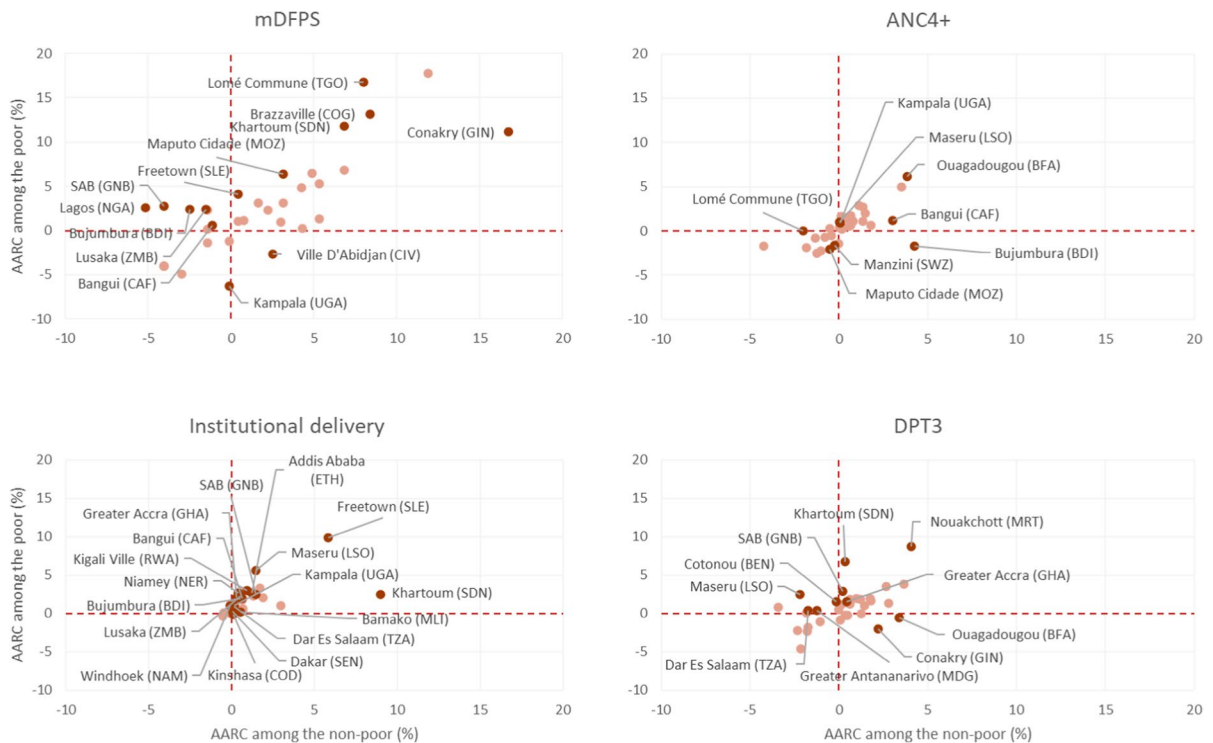 mDFPS
20
15
10
5
0
-5
-10
-10
-5
0
5
10
15
20
AARC among the poor (%)
Lomé Commune (TGO)
Brazzaville (COG)
Khartoum (SDN)
Conakry (GIN)
Maputo Cidade (MOZ)
Freetown (SLE)
SAB (GNB)
Lagos (NGA)
Bujumbura (BDI)
Lusaka (ZMB)
Ville D'Abidjan (CIV)
Bangui (CAF)
Kampala (UGA)
ANC4+
20
15
10
5
0
-5
-10
-10
-5
0
5
10
15
20
Kampala (UGA)
Maseru (LSO)
Ouagadougou (BFA)
Lomé Commune (TGO)
Bangui (CAF)
Bujumbura (BDI)
Manzini (SWZ)
Maputo Cidade (MOZ)
Institutional delivery
20
15
10
5
0
-5
-10
-10
-5
0
5
10
15
20
AARC among the poor (%)
AARC among the non-poor (%)
Addis Ababa
(ETH)
SAB (GNB)
Freetown (SLE)
Greater Accra (GHA)
Bangui (CAF)
Maseru (LSO)
Kigali Ville (RWA)
Kampala (UGA)
Niamey (NER)
Khartoum (SDN)
Bujumbura (BDI)
Bamako (MLT)
Lusaka (ZMB)
Dar Es Salaam (TZA)
Dakar (SEN)
Windhoek (NAM)
Kinshasa (COD)
DPT3
20
15
10
5
0
-5
-10
-10
-5
0
5
10
15
20
AARC among the non-poor (%)
Khartoum (SDN)
Nouakchott (MRT)
SAB (GNB)
Cotonou (BEN)
Greater Accra (GHA)
Maseru (LSO)
Ouagadougou (BFA)
Conakry (GIN)
Dar Es Salaam (TZA)
Greater Antananarivo (MDG)